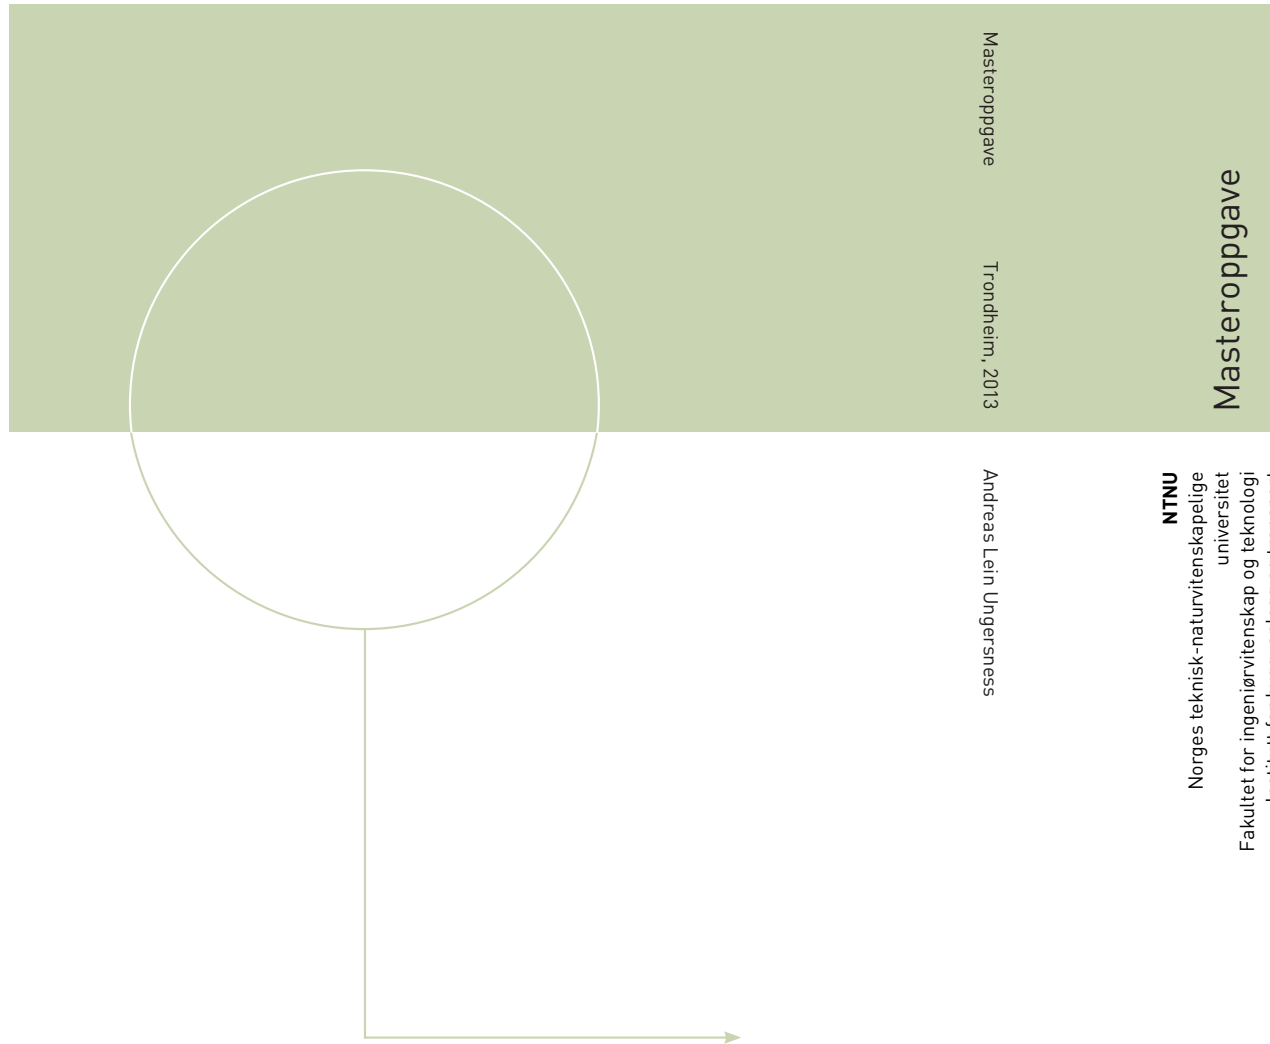 Masteroppgave
Trondheim, 2013
Andreas Lein Ungersness
Masteroppgave
NTNU
Norges teknisk-naturvitenskapelige
universitet
Fakultet for ingeniørvitenskap og teknologi